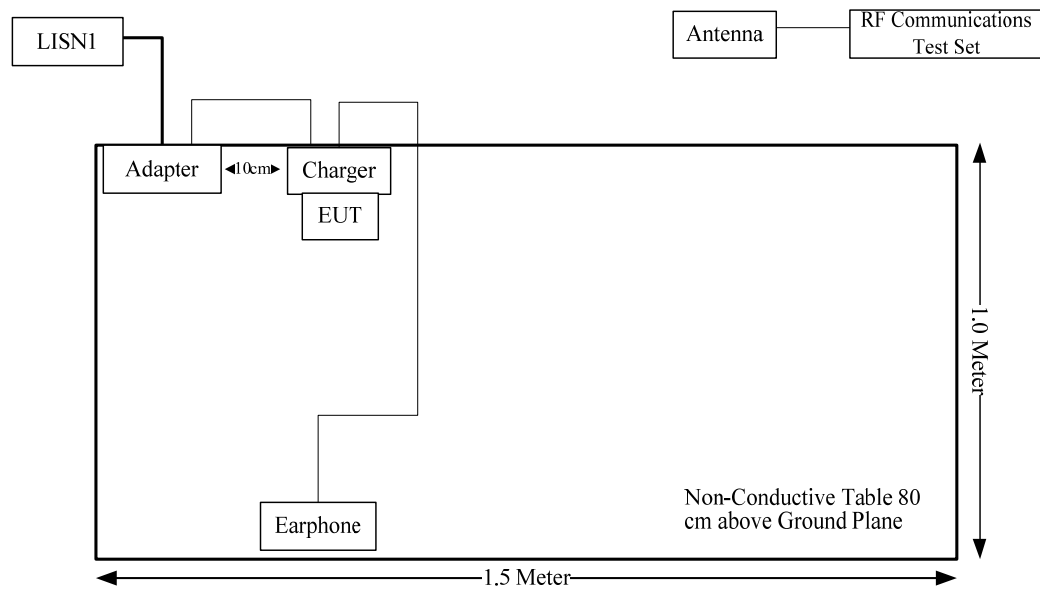 LISN1
Antenna
RF Communications
Test Set
Adapter
10cm
Charger
EUT
1.0 Meter
Earphone
Non-Conductive Table 80
cm above Ground Plane
1.5 Meter